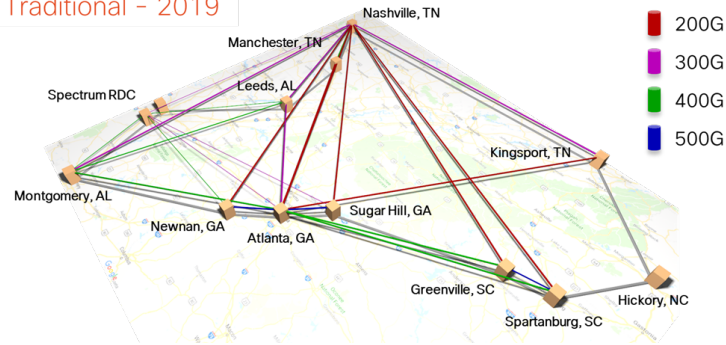 Traditional - 2019
Nashville, TN
200G
Manchester, TN
300G
Leeds, AL
Spectrum RDC
400G
500G
Kingsport, TN
Montgomery, AL
Sugar Hill, GA
Newnan, GA
Atlanta, GA
Greenville, SC
Hickory, NC
Spartanburg, SC